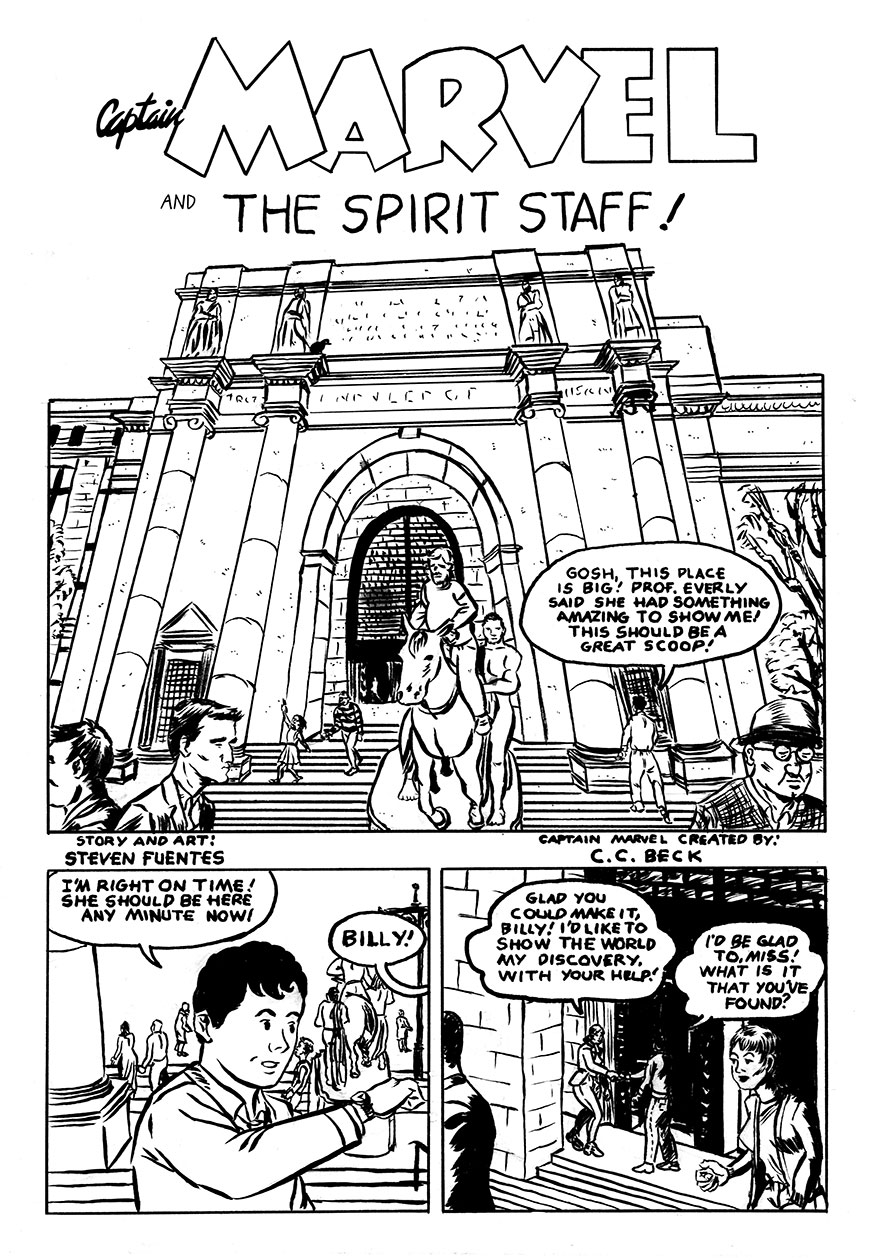 Captain MARVEL
AND THE SPIRIT STAFF!
GOSH, THIS PLACE
IS BIG! PROF. EVERLY
SAID SHE HAD SOMETHING
AMAZING TO SHOW ME!
THIS SHOULD BE A
GREAT SCOOP!
STORY AND ART:
STEVEN FUENTES
CAPTAIN MARVEL CREATED BY:
C.C. BECK
I'M RIGHT ON TIME!
SHE SHOULD BE HERE
ANY MINUTE NOW!
BILLY!
GLAD YOU
COULD MAKE IT,
BILLY! I'D LIKE TO
SHOW THE WORLD
MY DISCOVERY,
WITH YOUR HELP!
I'D BE GLAD
TO, MISS!
WHAT IS IT
THAT YOU'VE
FOUND?